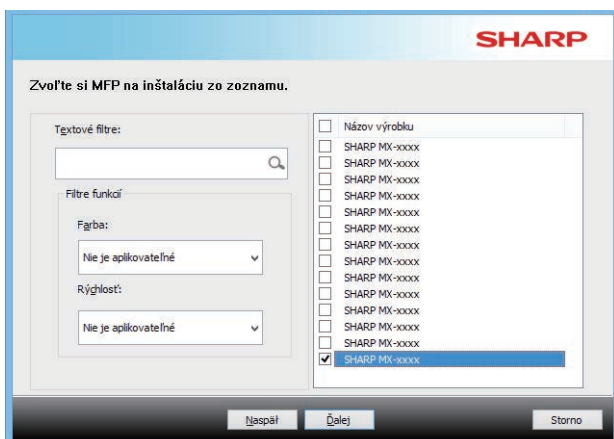 SHARP
Zvoľte si MFP na inštaláciu zo zoznamu.
Textové filtre:
Filtre funkcií
Farba:
Nie je aplikovateľné
Rýchlosť:
Nie je aplikovateľné
Názov výrobku
SHARP MX-xxxx
SHARP MX-xxxx
SHARP MX-xxxx
SHARP MX-xxxx
SHARP MX-xxxx
SHARP MX-xxxx
SHARP MX-xxxx
SHARP MX-xxxx
SHARP MX-xxxx
SHARP MX-xxxx
SHARP MX-xxxx
SHARP MX-xxxx
SHARP MX-xxxx
SHARP MX-xxxx
Naspäť
Ďalej
Storno